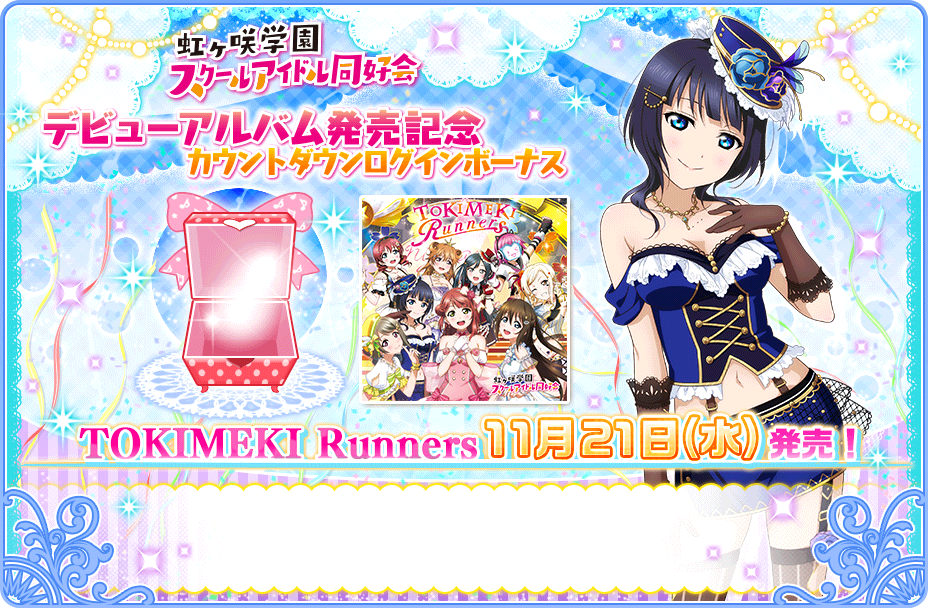 虹ヶ咲学園
スクールアイドル同好会
デビューアルバム発売記念
カウントダウンログインボーナス
TOKIMEKI
Runners
虹ヶ咲学園
スクールアイドル同好会
TOKIMEKI Runners 11月21日(水)発売！